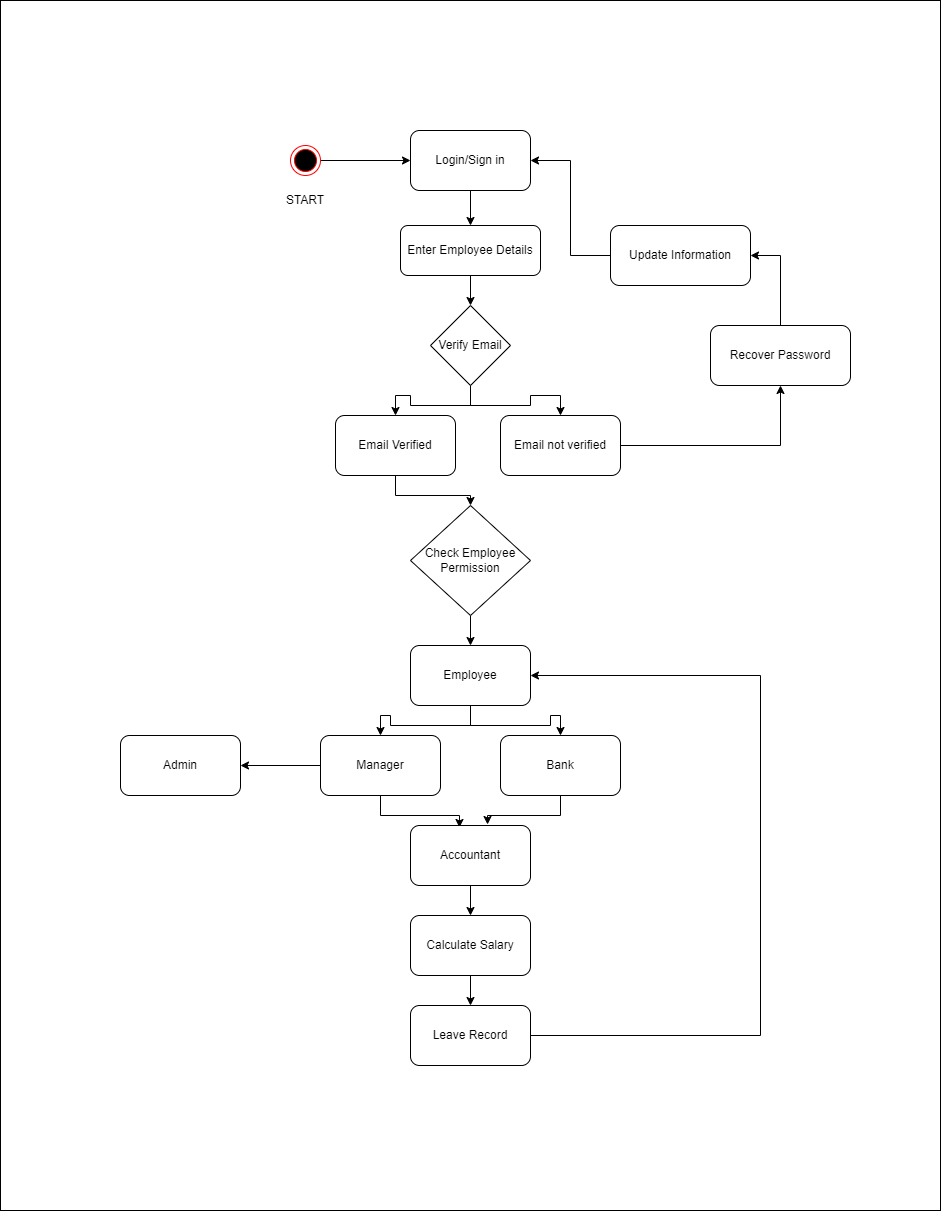 Login/Sign in
START
Enter Employee Details
Update Information
Verify Email
Recover Password
Email Verified
Email not verified
Check Employee
Permission
Employee
Admin
Manager
Bank
Accountant
Calculate Salary
Leave Record